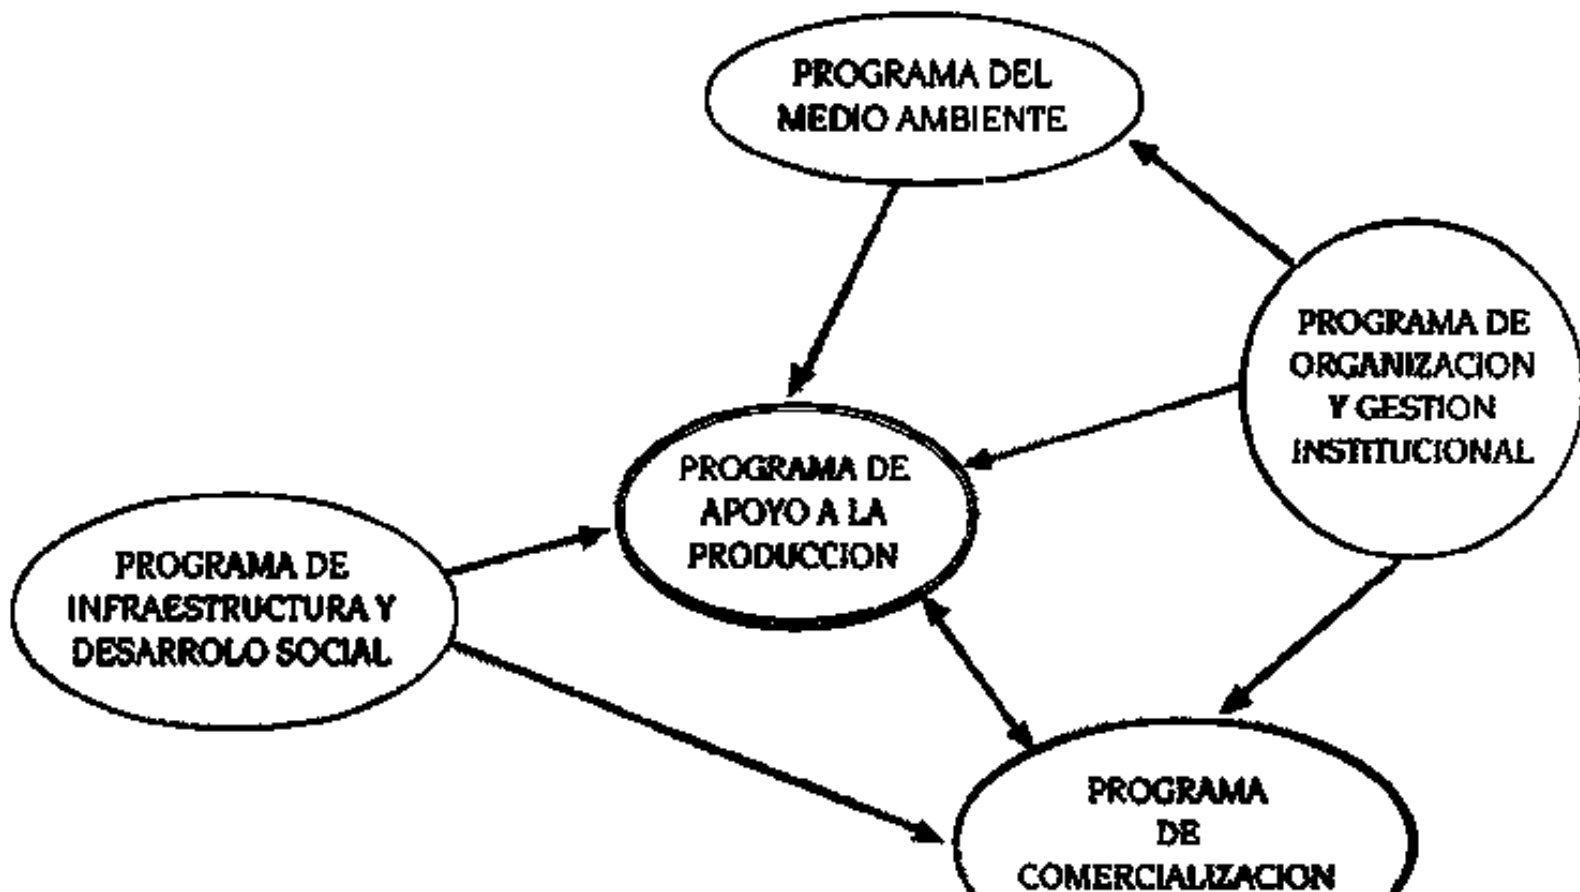 PROGRAMA DEL
MEDIO AMBIENTE
PROGRAMA DE
ORGANIZACION
Y GESTION
INSTITUCIONAL
PROGRAMA DE
APOYO A LA
PRODUCCION
PROGRAMA DE
INFRAESTRUCTURA Y
DESARROLO SOCIAL
PROGRAMA
DE
COMERCIALIZACION